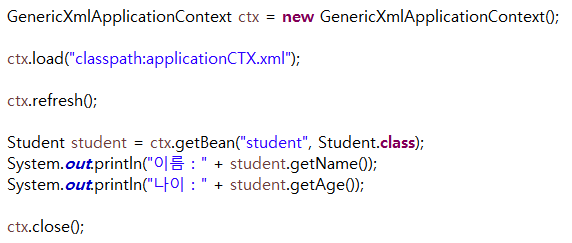 GenericXmlApplicationContext ctx = new GenericXmlApplicationContext();
ctx.load("classpath:applicationCTX.xml");
ctx.refresh();
Student student = ctx.getBean("student", Student.class);
System.out.println("이름 : " + student.getName());
System.out.println("나이 : " + student.getAge());
ctx.close();